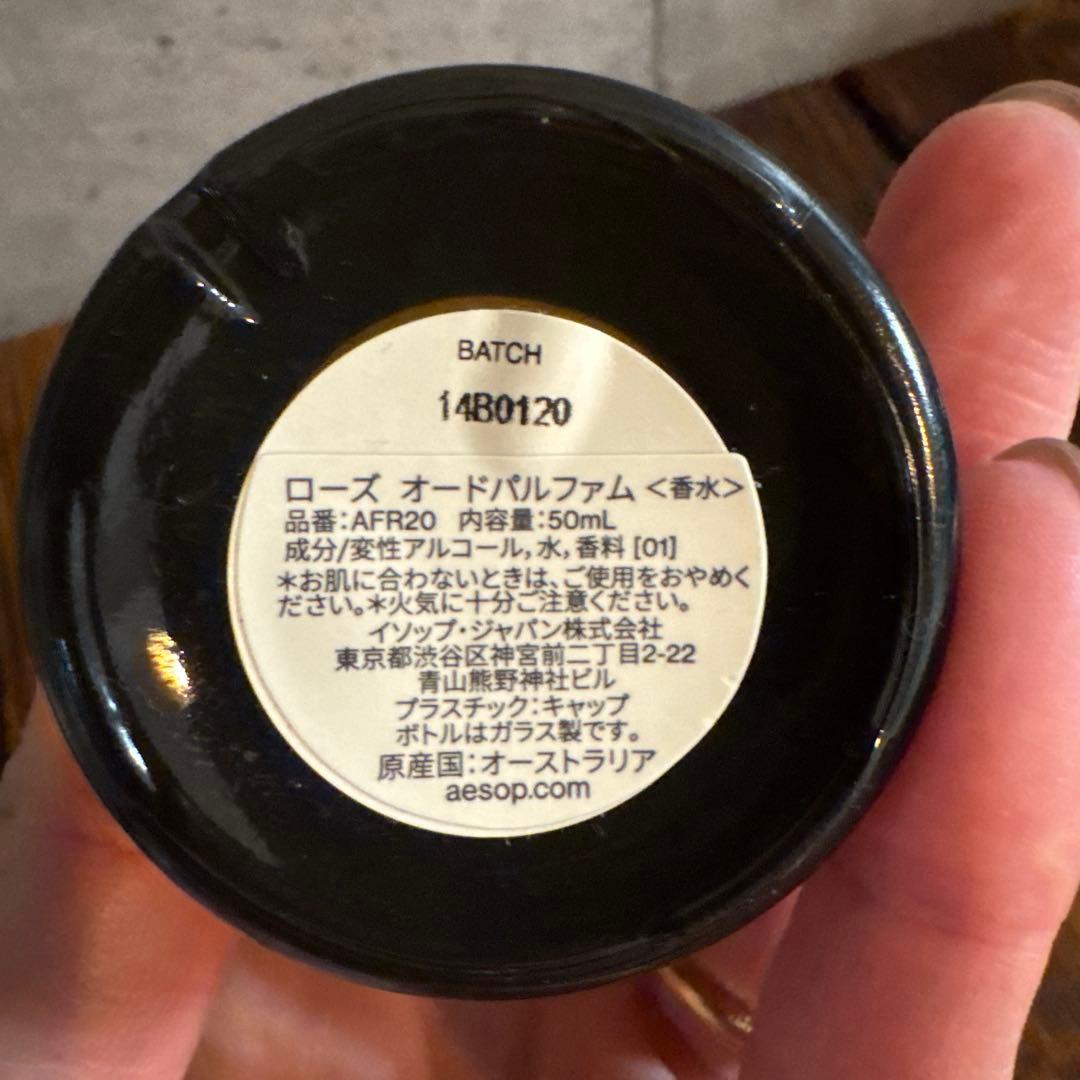 BATCH
14B0120
ローズ オードパルファム <香水>
品番:AFR20 内容量:50mL
成分/変性アルコール,水,香料 [01]
*お肌に合わないときは、ご使用をおやめく
ださい。*火気に十分ご注意ください。
イソップ・ジャパン株式会社
東京都渋谷区神宮前二丁目2-22
青山熊野神社ビル
プラスチック:キャップ
ボトルはガラス製です。
原産国:オーストラリア
aesop.com